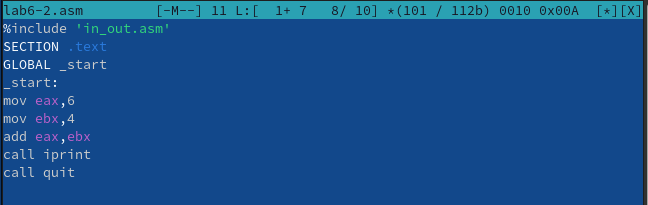 lab6-2.asm [-M--] 11 L:[ 1+ 7 8/ 10] *(101 / 112b) 0010 0x00A [*][X]
%include 'in_out.asm'
SECTION .text
GLOBAL _start
_start:
mov eax,6
mov ebx,4
add eax,ebx
call iprint
call quit